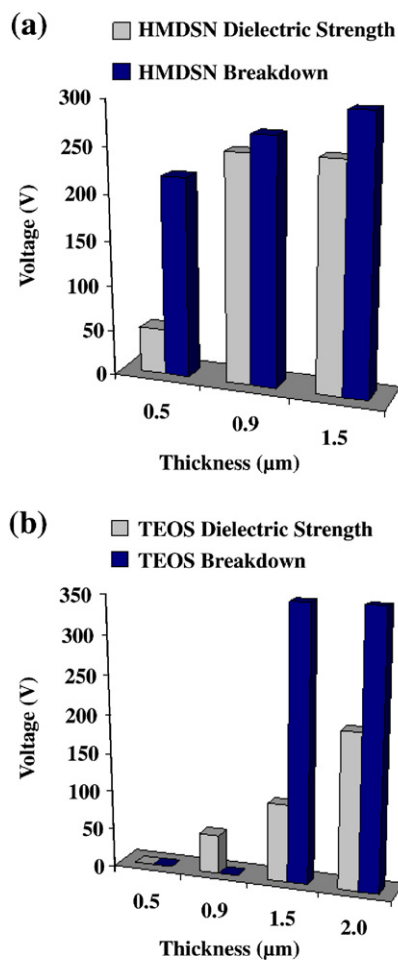 (a)
HMDSN Dielectric Strength
HMDSN Breakdown
300
250
200
150
100
50
0
Voltage (V)
0.5
0.9
1.5
Thickness (μm)
(b)
TEOS Dielectric Strength
TEOS Breakdown
350
300
250
200
150
100
50
0
Voltage (V)
0.5
0.9
1.5
2.0
Thickness (μm)